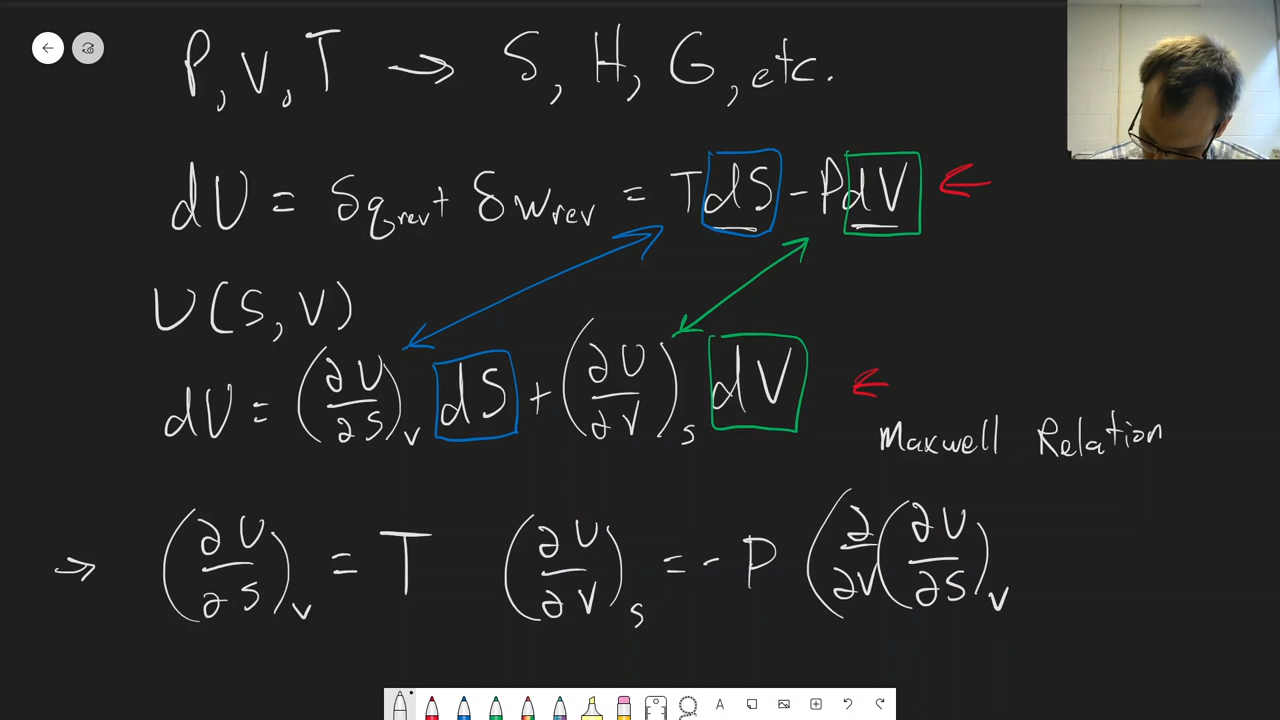 P, V, T → S, H, G, etc.
dU = δq_rev + δw_rev = TdS - PdV ←
U(S, V)
dU = (∂U/∂S)_V dS + (∂U/∂V)_S dV ←
Maxwell Relation
→ (∂U/∂S)_V = T (∂U/∂V)_S = - P (∂/∂V (∂U/∂S)_V
A